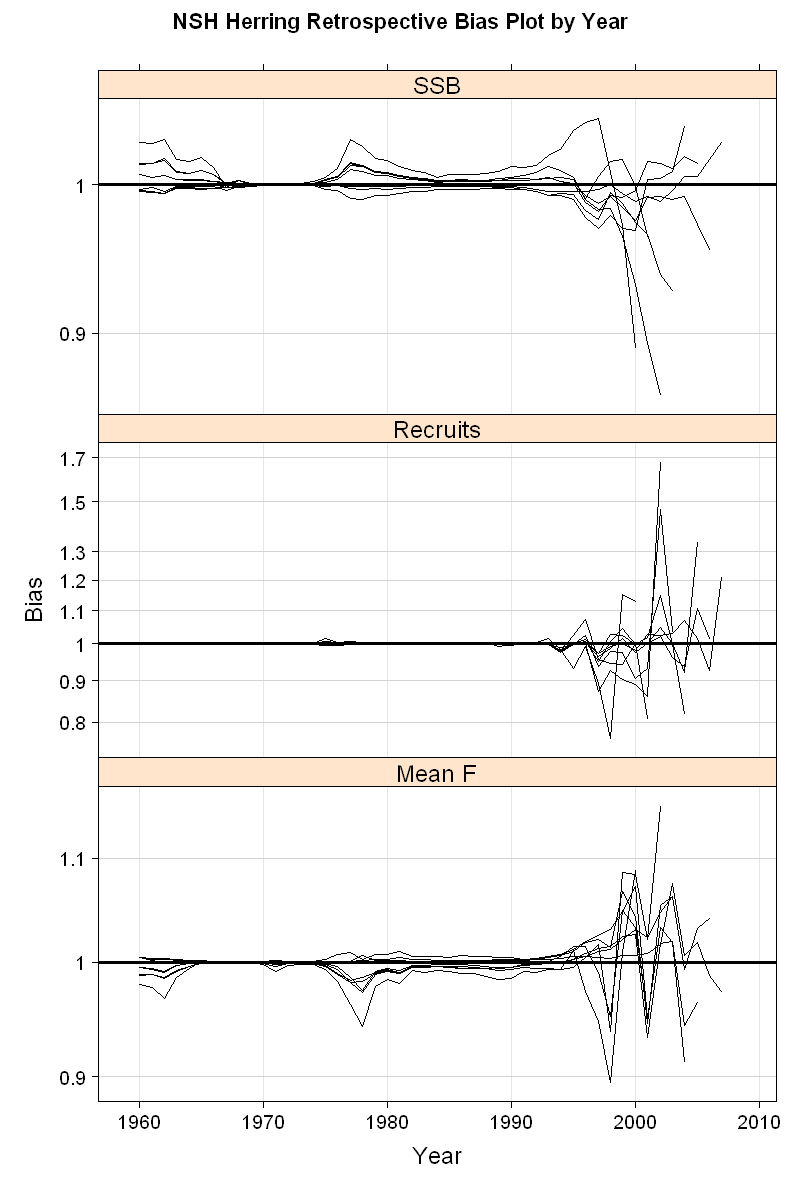 NSH Herring Retrospective Bias Plot by Year
SSB
1
0.9
Recruits
1.7
1.5
1.3
1.2
1.1
1
0.9
0.8
Bias
Mean F
1.1
1
0.9
1960 1970 1980 1990 2000 2010
Year